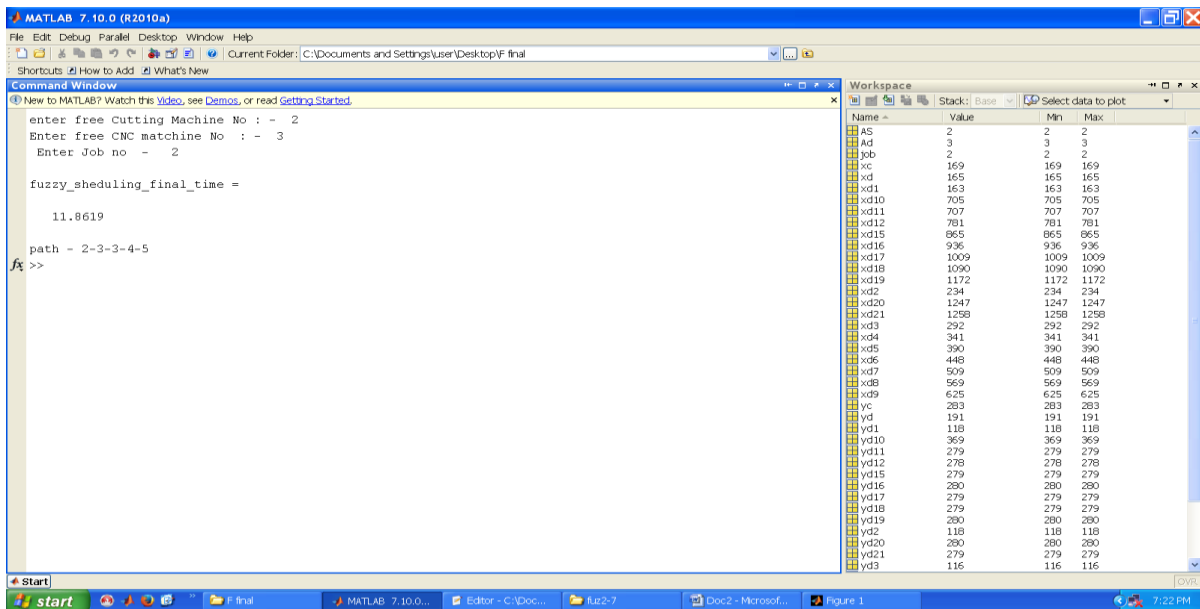 MATLAB 7.10.0 (R2010a)
File Edit Debug Parallel Desktop Window Help
Current Folder: C:\Documents and Settings\user\Desktop\F final
Shortcuts How to Add What's New
Command Window
New to MATLAB? Watch this Video, see Demos, or read Getting Started.
enter free Cutting Machine No : - 2
Enter free CNC matchine No : - 3
Enter Job no - 2
fuzzy_sheduling_final_time =
11.8619
path - 2-3-3-4-5
fx >>
Workspace
Stack: Base Select data to plot
Name Value Min Max
AS 2 2 2
Ad 3 3 3
job 2 2 2
xc 169 169 169
xd 165 165 165
xd1 163 163 163
xd10 705 705 705
xd11 707 707 707
xd12 781 781 781
xd15 865 865 865
xd16 936 936 936
xd17 1009 1009 1009
xd18 1090 1090 1090
xd19 1172 1172 1172
xd2 234 234 234
xd20 1247 1247 1247
xd21 1258 1258 1258
xd3 292 292 292
xd4 341 341 341
xd5 390 390 390
xd6 448 448 448
xd7 509 509 509
xd8 569 569 569
xd9 625 625 625
yc 283 283 283
yd 191 191 191
yd1 118 118 118
yd10 369 369 369
yd11 279 279 279
yd12 278 278 278
yd15 279 279 279
yd16 280 280 280
yd17 279 279 279
yd18 279 279 279
yd19 280 280 280
yd2 118 118 118
yd20 280 280 280
yd21 279 279 279
yd3 116 116 116
Start
OVR
start F final MATLAB 7.10.0... Editor - C:\Doc... fuz2-7 Doc2 - Microsof... Figure 1 7:22 PM